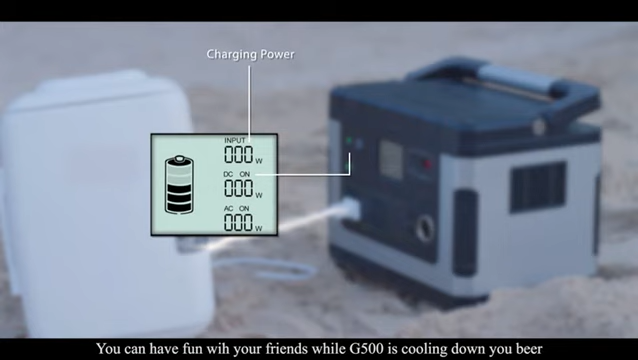 Charging Power
INPUT
000 W
DC ON
000 W
AC ON
000 W
You can have fun wih your friends while G500 is cooling down you beer